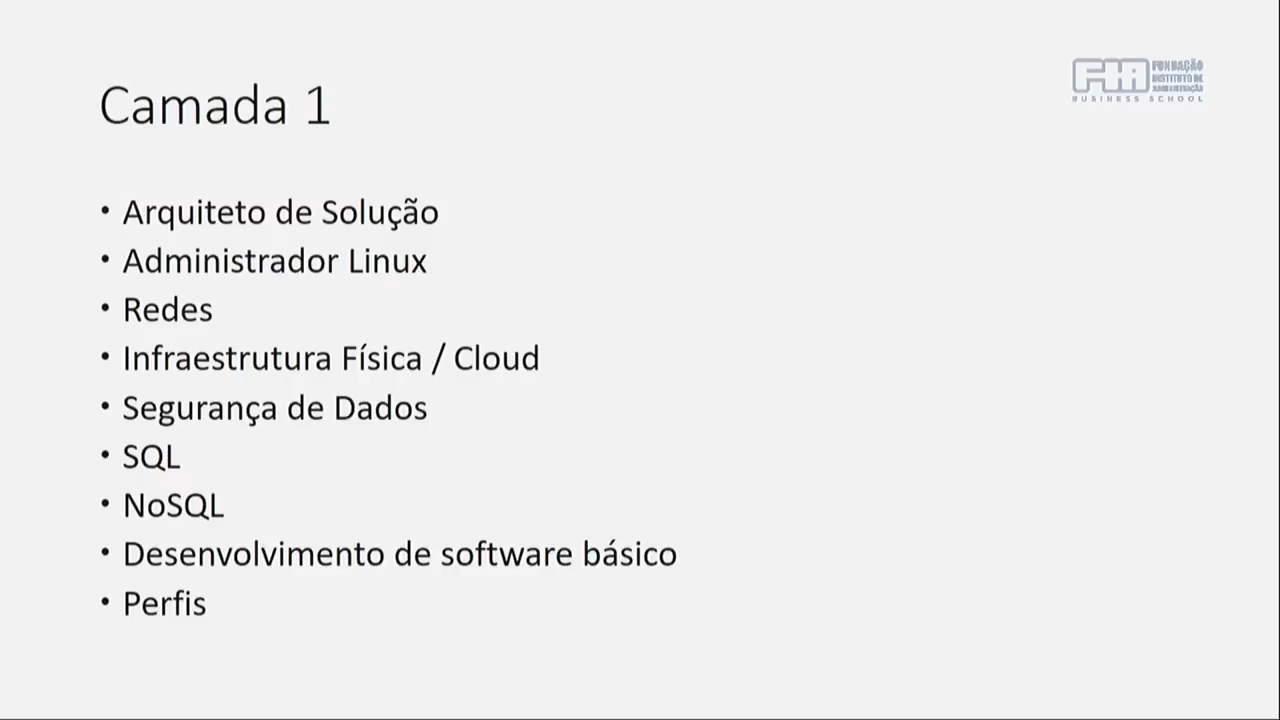 Camada 1
FIA FUNDAÇÃO
INSTITUTO DE
ADMINISTRAÇÃO
BUSINESS SCHOOL
• Arquiteto de Solução
• Administrador Linux
• Redes
• Infraestrutura Física / Cloud
• Segurança de Dados
• SQL
• NoSQL
• Desenvolvimento de software básico
• Perfis